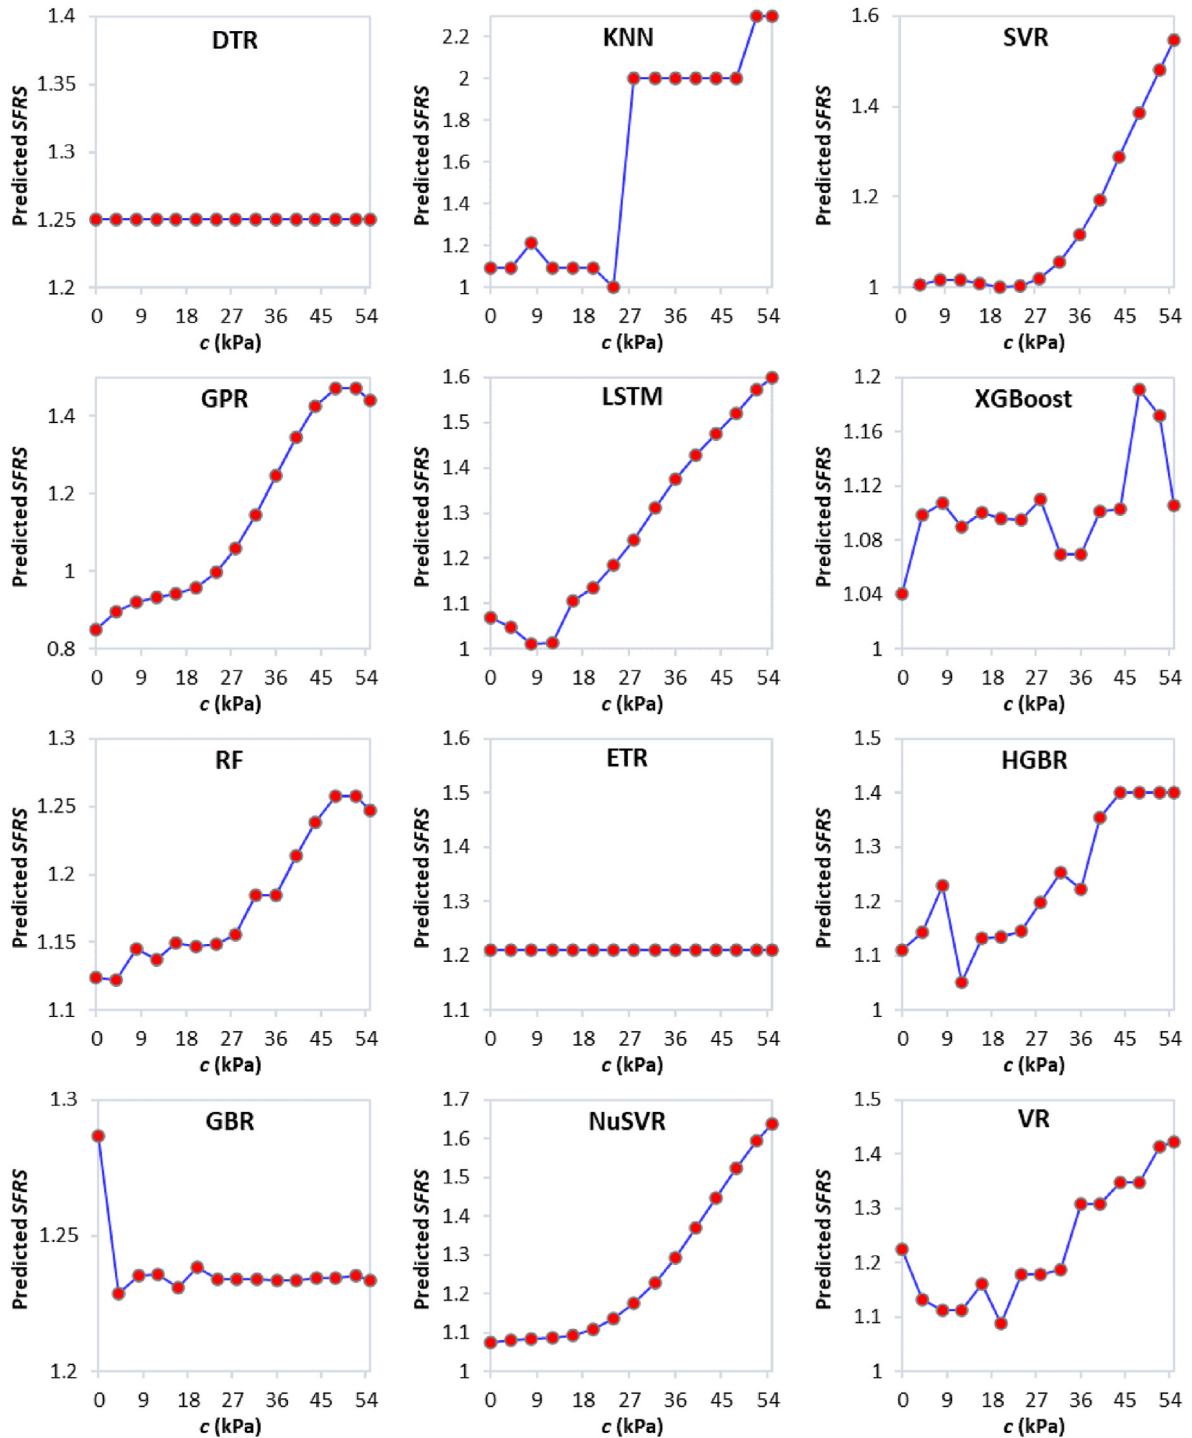 DTR
Predicted SFRS
1.4
1.35
1.3
1.25
1.2
0 9 18 27 36 45 54
c (kPa)
KNN
Predicted SFRS
2.2
2
1.8
1.6
1.4
1.2
1
0 9 18 27 36 45 54
c (kPa)
SVR
Predicted SFRS
1.6
1.4
1.2
1
0 9 18 27 36 45 54
c (kPa)
GPR
Predicted SFRS
1.4
1.2
1
0.8
0 9 18 27 36 45 54
c (kPa)
LSTM
Predicted SFRS
1.6
1.5
1.4
1.3
1.2
1.1
1
0 9 18 27 36 45 54
c (kPa)
XGBoost
Predicted SFRS
1.2
1.16
1.12
1.08
1.04
1
0 9 18 27 36 45 54
c (kPa)
RF
Predicted SFRS
1.3
1.25
1.2
1.15
1.1
0 9 18 27 36 45 54
c (kPa)
ETR
Predicted SFRS
1.6
1.5
1.4
1.3
1.2
1.1
0 9 18 27 36 45 54
c (kPa)
HGBR
Predicted SFRS
1.5
1.4
1.3
1.2
1.1
1
0 9 18 27 36 45 54
c (kPa)
GBR
Predicted SFRS
1.3
1.25
1.2
0 9 18 27 36 45 54
c (kPa)
NuSVR
Predicted SFRS
1.7
1.6
1.5
1.4
1.3
1.2
1.1
1
0 9 18 27 36 45 54
c (kPa)
VR
Predicted SFRS
1.5
1.4
1.3
1.2
1.1
1
0 9 18 27 36 45 54
c (kPa)